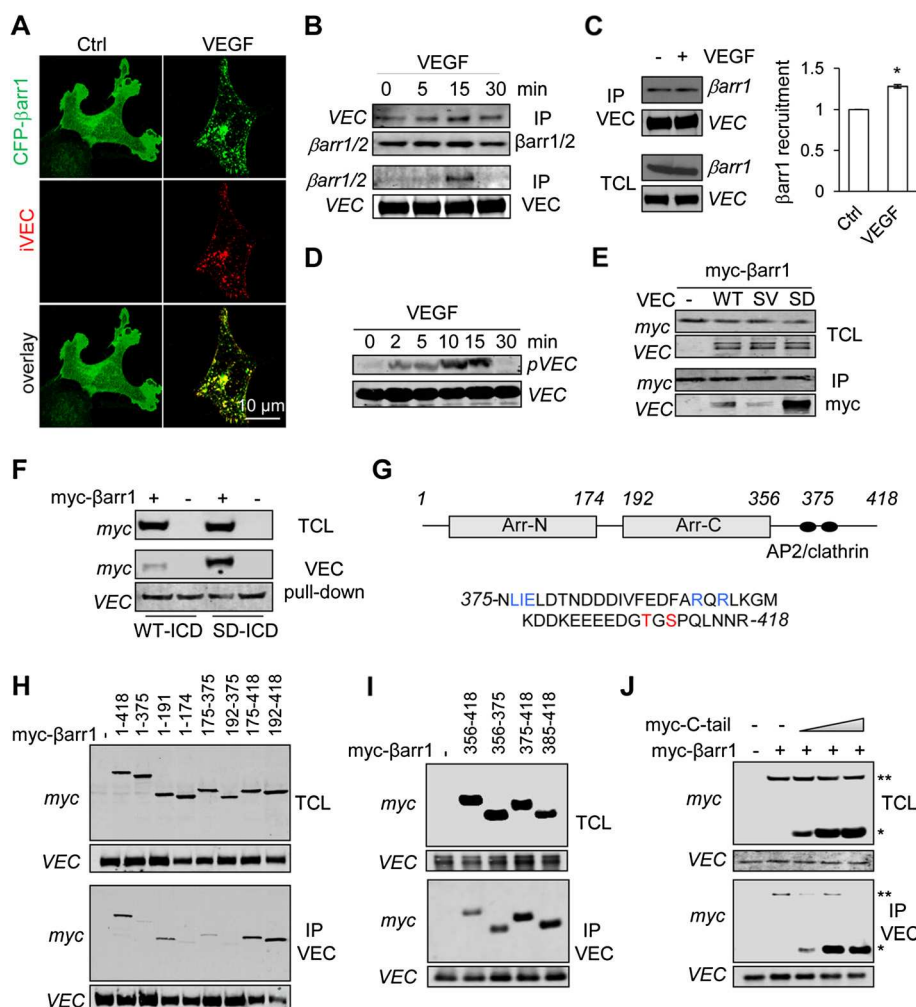 A
Ctrl
VEGF
CFP-βarr1
iVEC
overlay
10 µm
B
VEGF
0 5 15 30 min
VEC IP
βarr1/2 βarr1/2
βarr1/2 IP
VEC VEC
C
- + VEGF
IP βarr1
VEC VEC
TCL βarr1
VEC
βarr1 recruitment
1.5
1
0.5
0
*
Ctrl
VEGF
D
VEGF
0 2 5 10 15 30 min
pVEC
VEC
E
myc-βarr1
VEC - WT SV SD
myc TCL
VEC
myc IP
VEC myc
F
myc-βarr1 + - + -
myc TCL
myc VEC
VEC pull-down
WT-ICD SD-ICD
G
1 174 192 356 375 418
Arr-N Arr-C
AP2/clathrin
375-NLIELDTNDDDIVFEDFARQRLKGM
KDDKEEEEDGTGSPQLNNR-418
H
myc-βarr1 - 1-418 1-375 1-191 1-174 175-375 192-375 175-418 192-418
myc TCL
VEC
myc IP
VEC
VEC
I
myc-βarr1 - 356-418 356-375 375-418 385-418
myc TCL
VEC
myc IP
VEC
VEC
J
myc-C-tail - -
myc-βarr1 - + + + +
**
myc TCL
*
VEC
**
myc IP
VEC
*
VEC